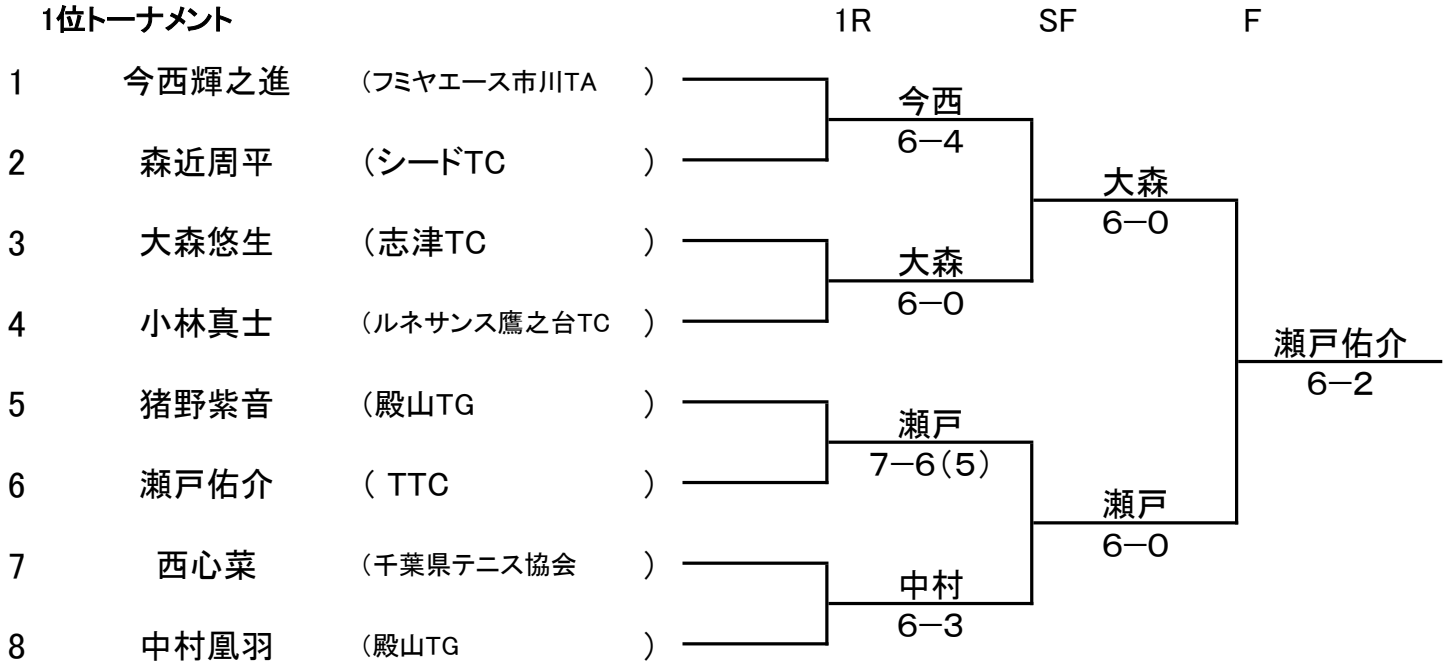 1位トーナメント 1R SF F
1 今西輝之進 (フミヤエース市川TA )
今西
6-4
2 森近周平 (シードTC )
大森
6-0
3 大森悠生 (志津TC )
大森
6-0
4 小林真士 (ルネサンス鷹之台TC )
瀬戸佑介
6-2
5 猪野紫音 (殿山TG )
瀬戸
7-6(5)
6 瀬戸佑介 ( TTC )
瀬戸
6-0
7 西心菜 (千葉県テニス協会 )
中村
6-3
8 中村凰羽 (殿山TG )